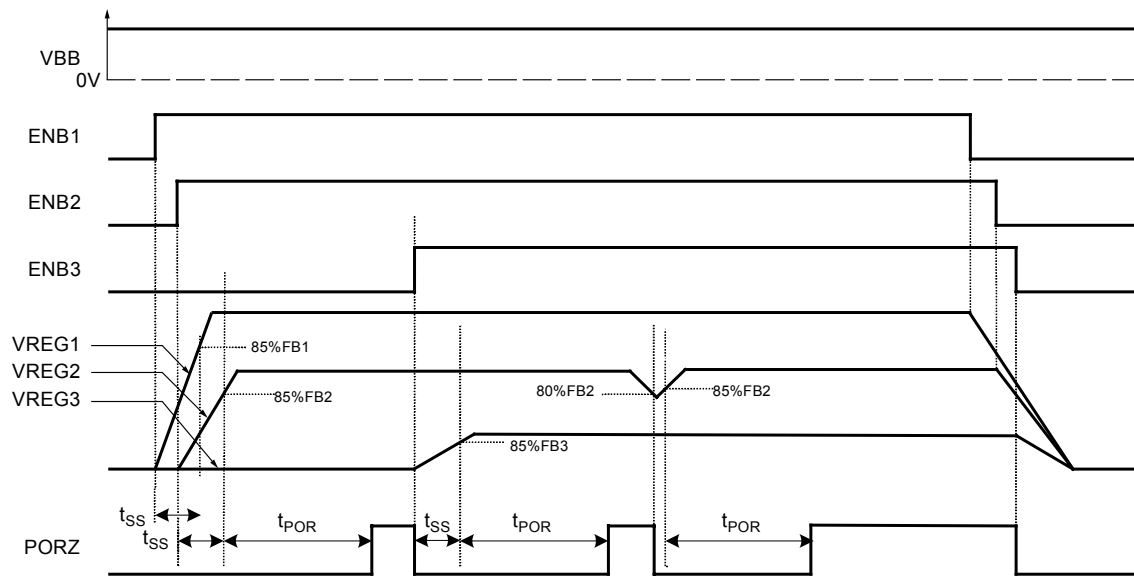 VBB
0V
ENB1
ENB2
ENB3
VREG1
85%FB1
VREG2
85%FB2
80%FB2
85%FB2
VREG3
85%FB3
tSS
tSS
tPOR
tSS
tPOR
tPOR
PORZ